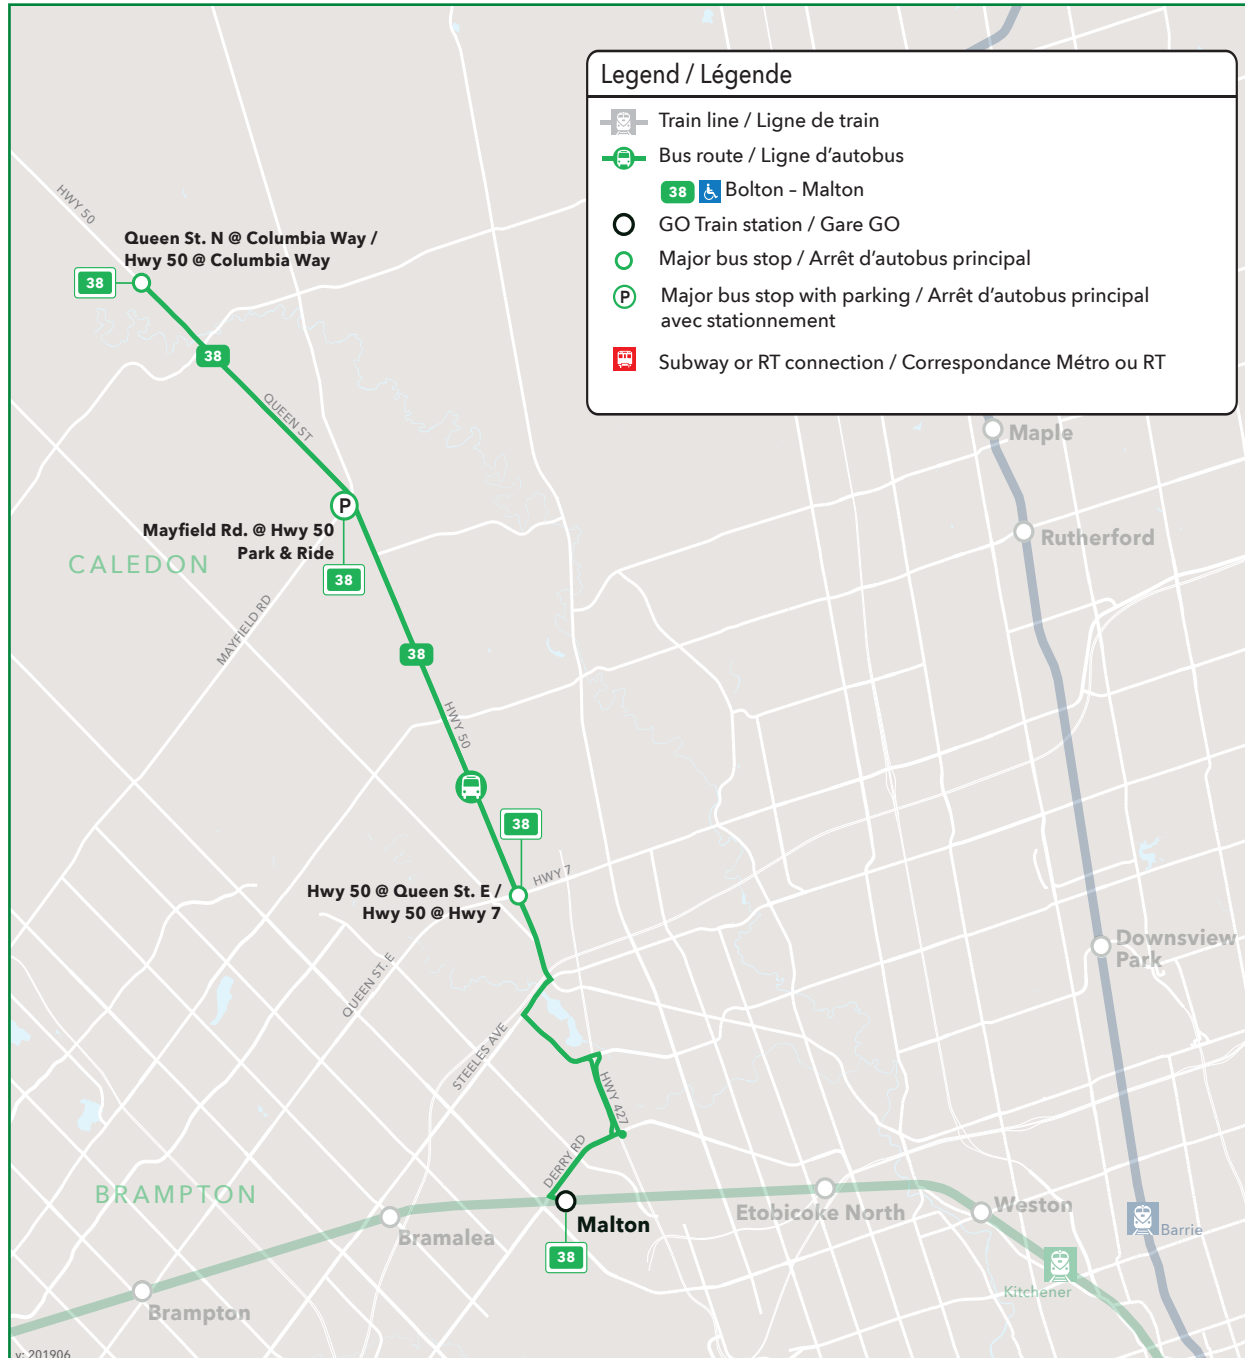 Legend / Légende
Train line / Ligne de train
Bus route / Ligne d'autobus
38 Bolton – Malton
GO Train station / Gare GO
Major bus stop / Arrêt d'autobus principal
P Major bus stop with parking / Arrêt d'autobus principal
avec stationnement
Subway or RT connection / Correspondance Métro ou RT
HWY 50
Queen St. N @ Columbia Way /
Hwy 50 @ Columbia Way
38
38
QUEEN ST
Maple
P
Mayfield Rd. @ Hwy 50
Park & Ride
38
Rutherford
CALEDON
MAYFIELD RD
38
HWY 50
38
HWY 7
Hwy 50 @ Queen St. E /
Hwy 50 @ Hwy 7
Downsview
Park
QUEEN ST. E
STEELES AVE
HWY 427
DERRY RD
BRAMPTON
Malton
38
Bramalea
Etobicoke North
Weston
Barrie
Kitchener
Brampton
v: 201906